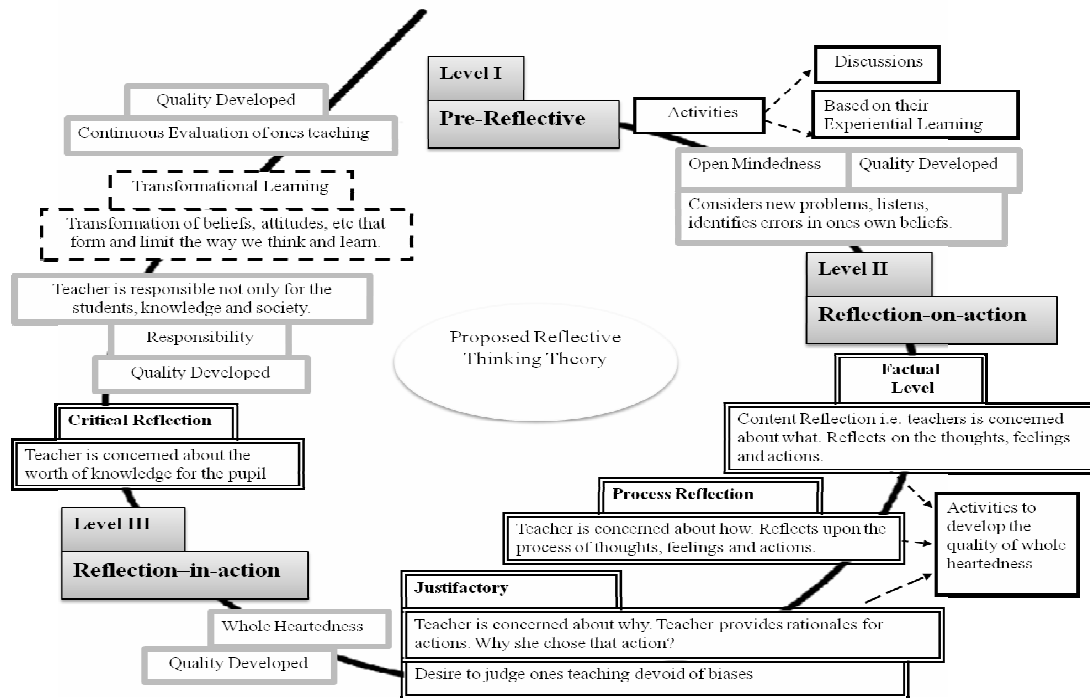 Level I
Pre-Reflective
Activities
Discussions
Based on their
Experiential Learning
Open Mindedness
Quality Developed
Considers new problems, listens,
identifies errors in ones own beliefs.
Level II
Reflection-on-action
Factual
Level
Content Reflection i.e. teachers is concerned
about what. Reflects on the thoughts, feelings
and actions.
Process Reflection
Teacher is concerned about how. Reflects upon the
process of thoughts, feelings and actions.
Activities to
develop the
quality of whole
heartedness
Justifactory
Teacher is concerned about why. Teacher provides rationales for
actions. Why she chose that action?
Desire to judge ones teaching devoid of biases
Whole Heartedness
Quality Developed
Level III
Reflection–in-action
Critical Reflection
Teacher is concerned about the
worth of knowledge for the pupil
Quality Developed
Responsibility
Teacher is responsible not only for the
students, knowledge and society.
Transformational Learning
Transformation of beliefs, attitudes, etc that
form and limit the way we think and learn.
Quality Developed
Continuous Evaluation of ones teaching
Proposed Reflective
Thinking Theory